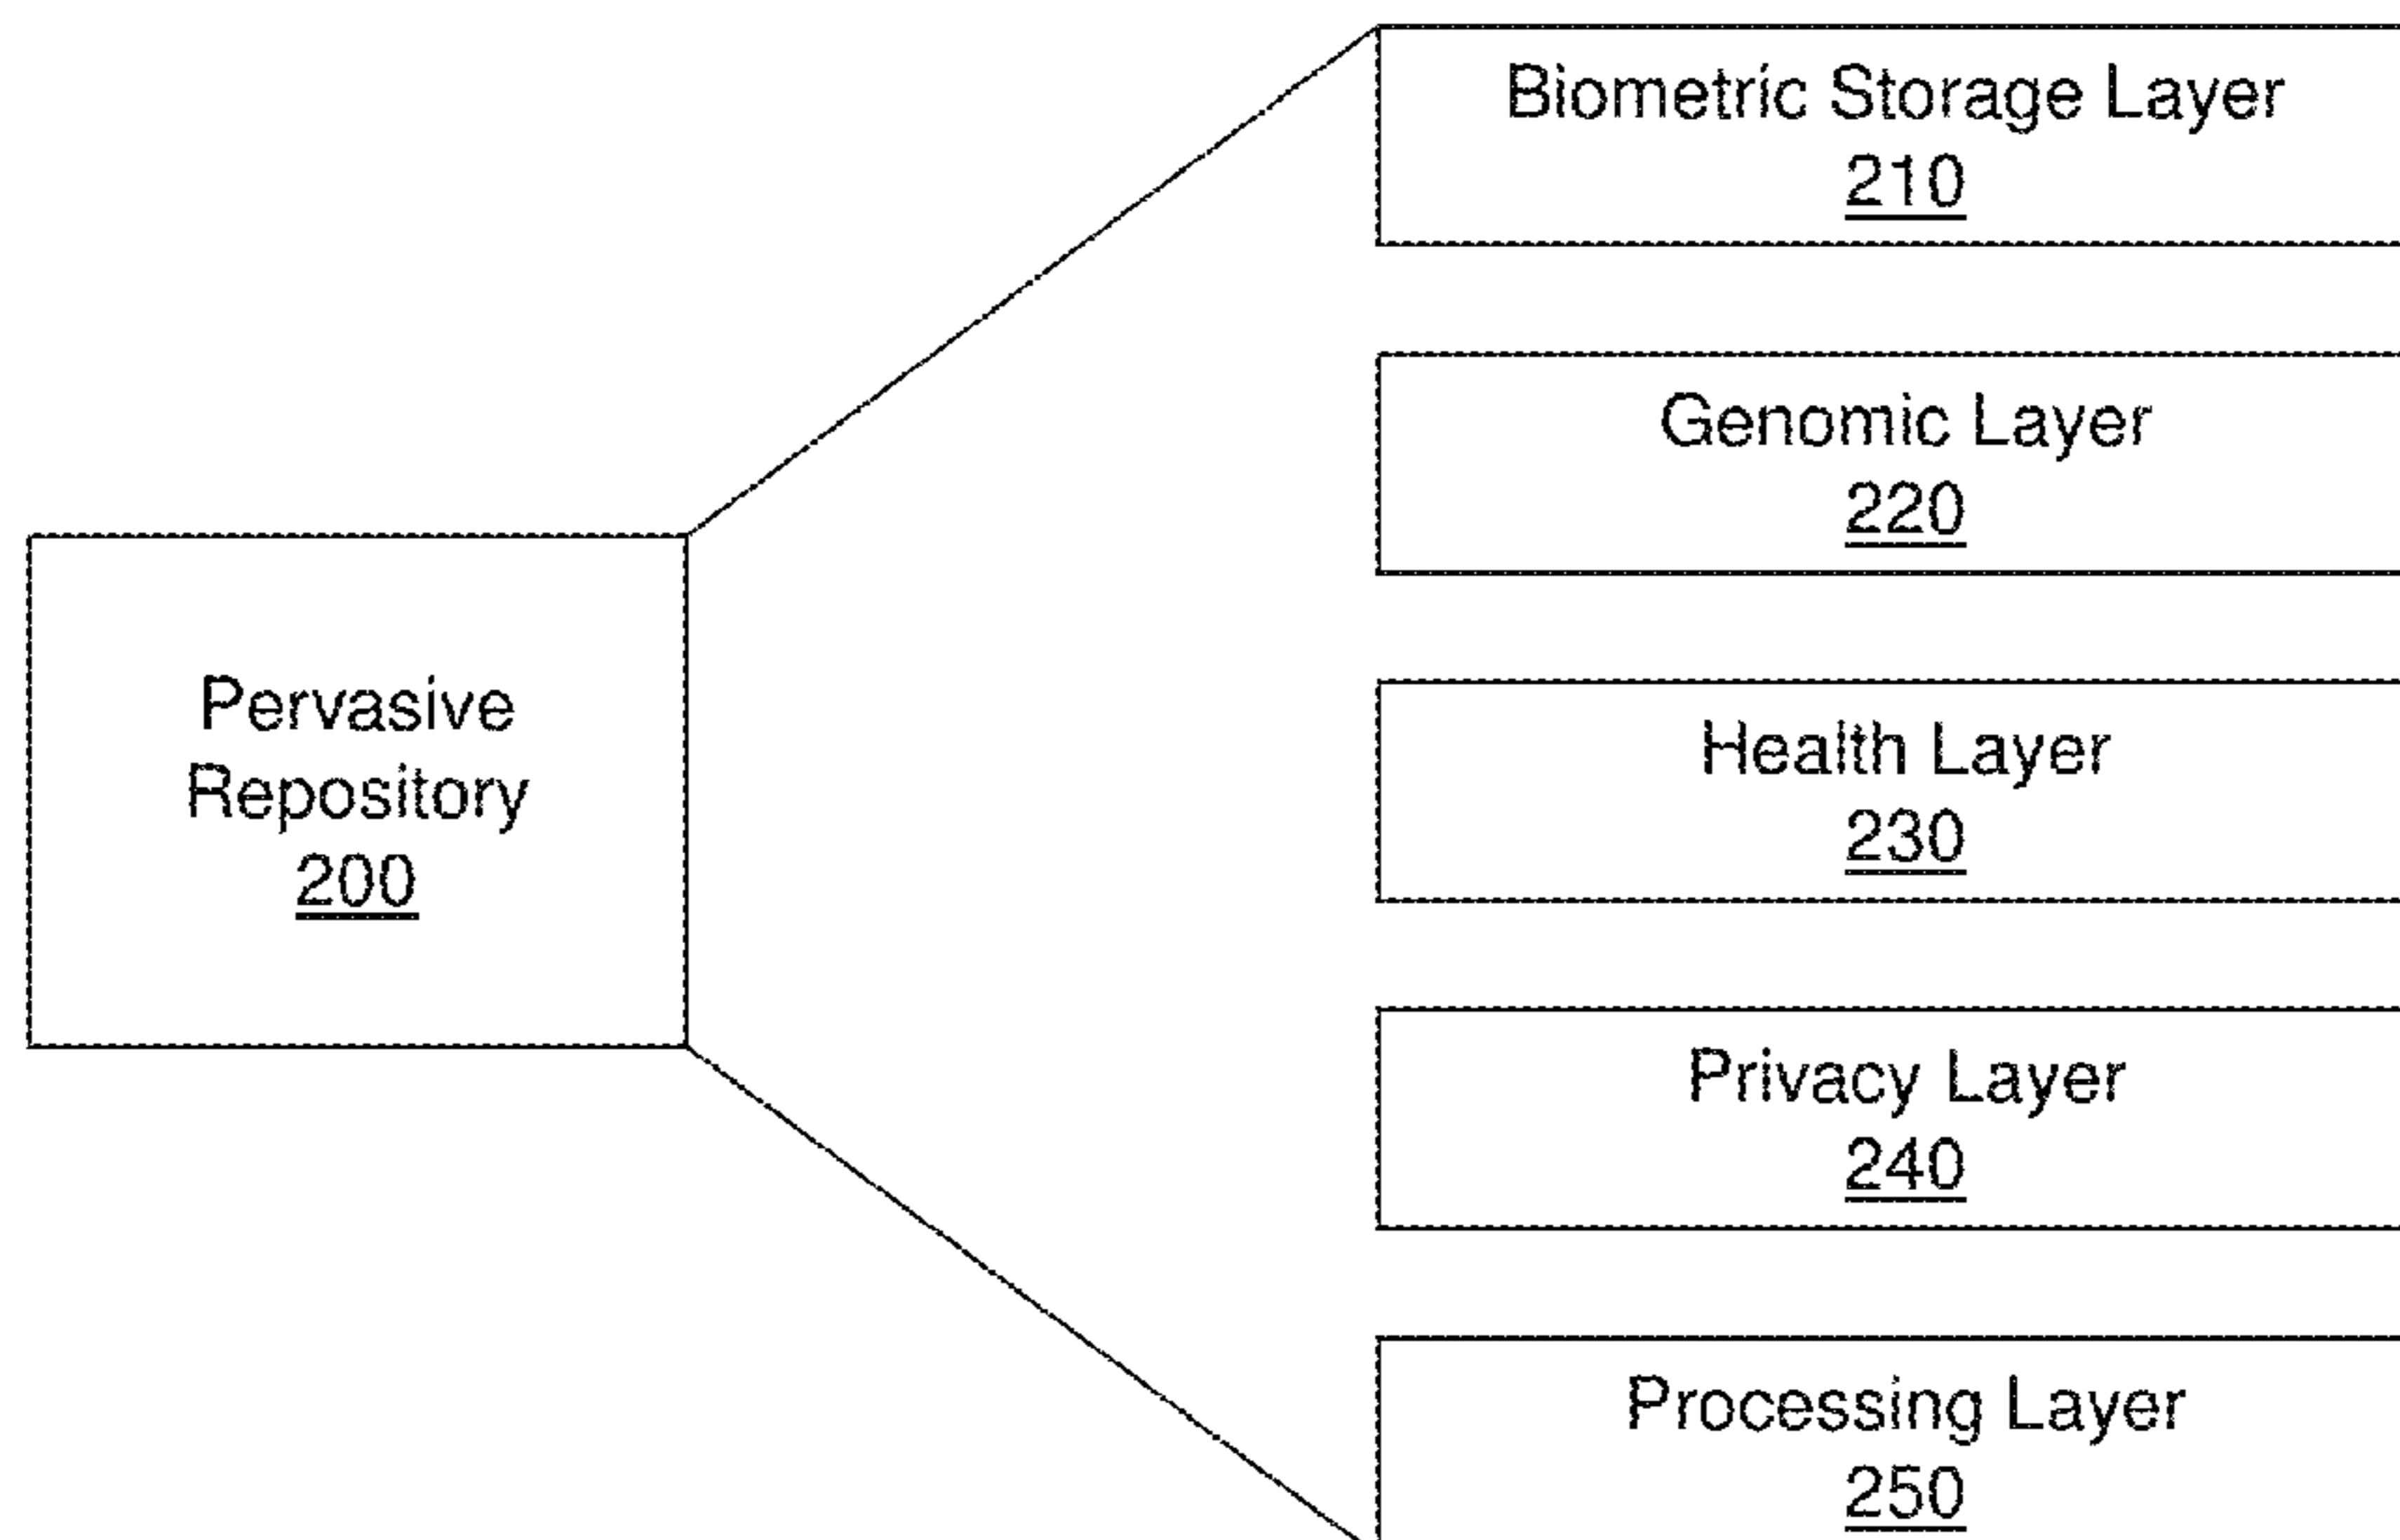 Pervasive
Repository
200
Biometric Storage Layer
210
Genomic Layer
220
Health Layer
230
Privacy Layer
240
Processing Layer
250